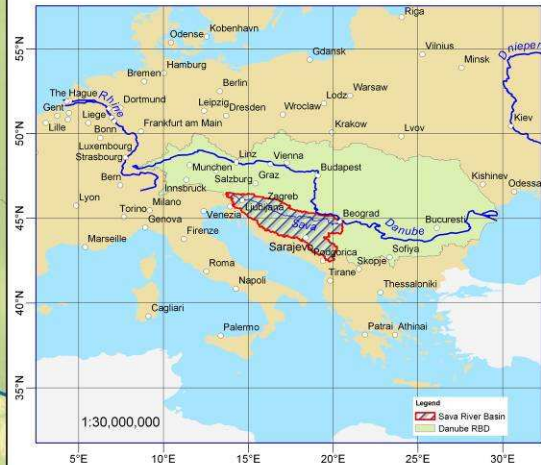 Riga
55°N
Kobenhavn
Odense
Vilnius
Gdansk
Minsk
Dnieper
Hamburg
Bremen
Berlin
The Hague
Rhine
Dortmund
Lodz
Warsaw
Gent
Liege
Leipzig
Dresden
Wroclaw
Kiev
Lille
Bonn
Frankfurt am Main
Krakow
Lvov
50°N
Luxembourg
Strasbourg
Linz
Vienna
Munchen
Budapest
Bern
Salzburg
Graz
Kishinev
Innsbruck
Odessa
Zagreb
Lyon
Milano
Ljubljana
Beograd
45°N
Torino
Venezia
Sava
Danube
Bucuresti
Genova
Marseille
Firenze
Sarajevo
Podgorica
Sofiya
Skopje
Roma
Tirane
Napoli
Thessaloniki
40°N
Cagliari
Palermo
Patrai
Athinai
35°N
1:30,000,000
Legend
Sava River Basin
Danube RBD
5°E
10°E
15°E
20°E
25°E
30°E